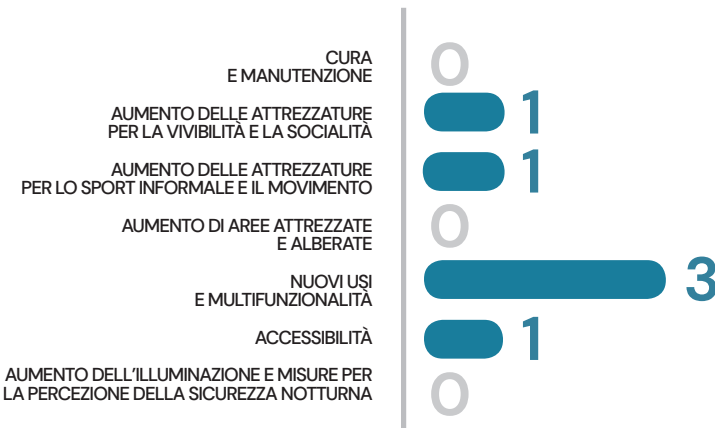 CURA
E MANUTENZIONE
0
AUMENTO DELLE ATTREZZATURE
PER LA VIVIBILITÀ E LA SOCIALITÀ
1
AUMENTO DELLE ATTREZZATURE
PER LO SPORT INFORMALE E IL MOVIMENTO
1
AUMENTO DI AREE ATTREZZATE
E ALBERATE
0
NUOVI USI
E MULTIFUNZIONALITÀ
3
ACCESSIBILITÀ
1
AUMENTO DELL'ILLUMINAZIONE E MISURE PER
LA PERCEZIONE DELLA SICUREZZA NOTTURNA
0